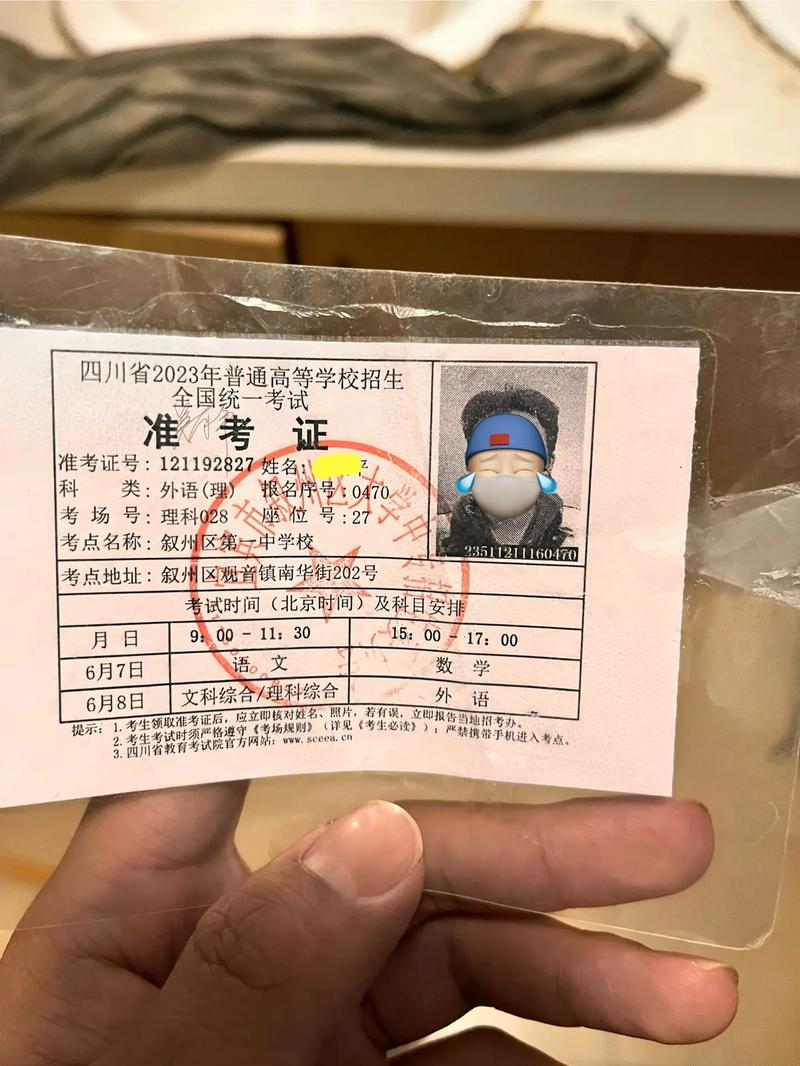 四川省2023年普通高等学校招生
全国统一考试
准考证
准考证号：121192827 姓名：
科 类：外语(理) 报名序号：0470
考 场 号：理科028 座 位 号：27
考点名称：叙州区第一中学校
23511211160470
考点地址：叙州区观音镇南华街202号
考试时间（北京时间）及科目安排
月 日 9：00－11：30 15：00－17：00
6月7日 语 文 数 学
6月8日 文科综合/理科综合 外 语
提示：1.考生领取准考证后，应立即核对姓名、照片，若有误，立即报告当地招考办。
2.考生考试时须严格遵守《考场规则》（详见《考生必读》）；严禁携带手机进入考点。
3.四川省教育考试院官方网站：www.sceea.cn